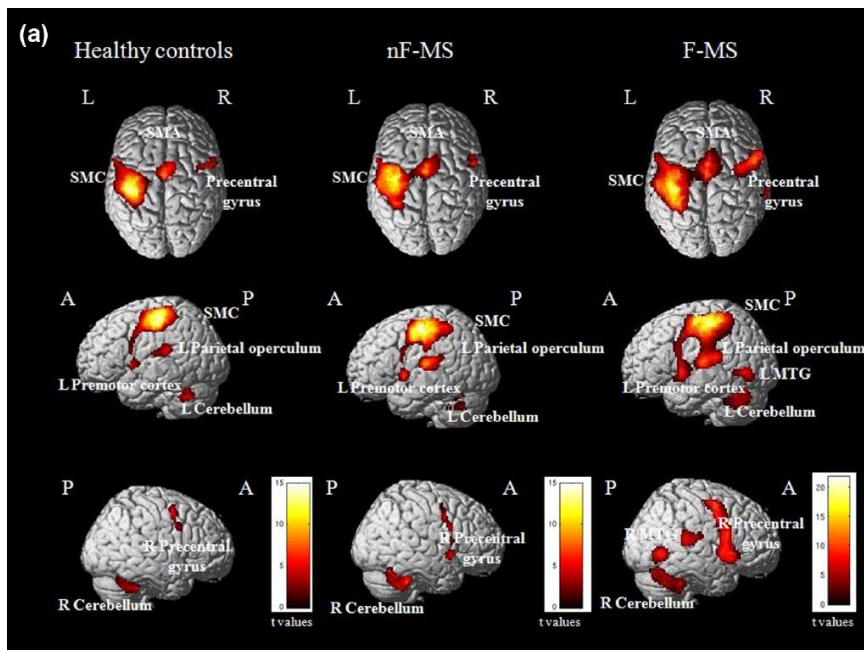 (a)
Healthy controls
nF-MS
F-MS
L
R
SMA
SMC
Precentral
gyrus
L
R
SMC
Precentral
gyrus
L
R
SMA
SMC
Precentral
gyrus
A
P
SMC
L Parietal operculum
L Premotor cortex
L Cerebellum
A
P
SMC
L Parietal operculum
L Premotor cortex
L Cerebellum
A
P
SMC
L Parietal operculum
L MTG
L Premotor cortex
L Cerebellum
P
A
R Precentral
gyrus
R Cerebellum
15
10
5
0
t values
P
A
R Precentral
gyrus
R Cerebellum
15
10
5
0
t values
P
A
R MTG
R Precentral
gyrus
R Cerebellum
20
15
10
5
0
t values